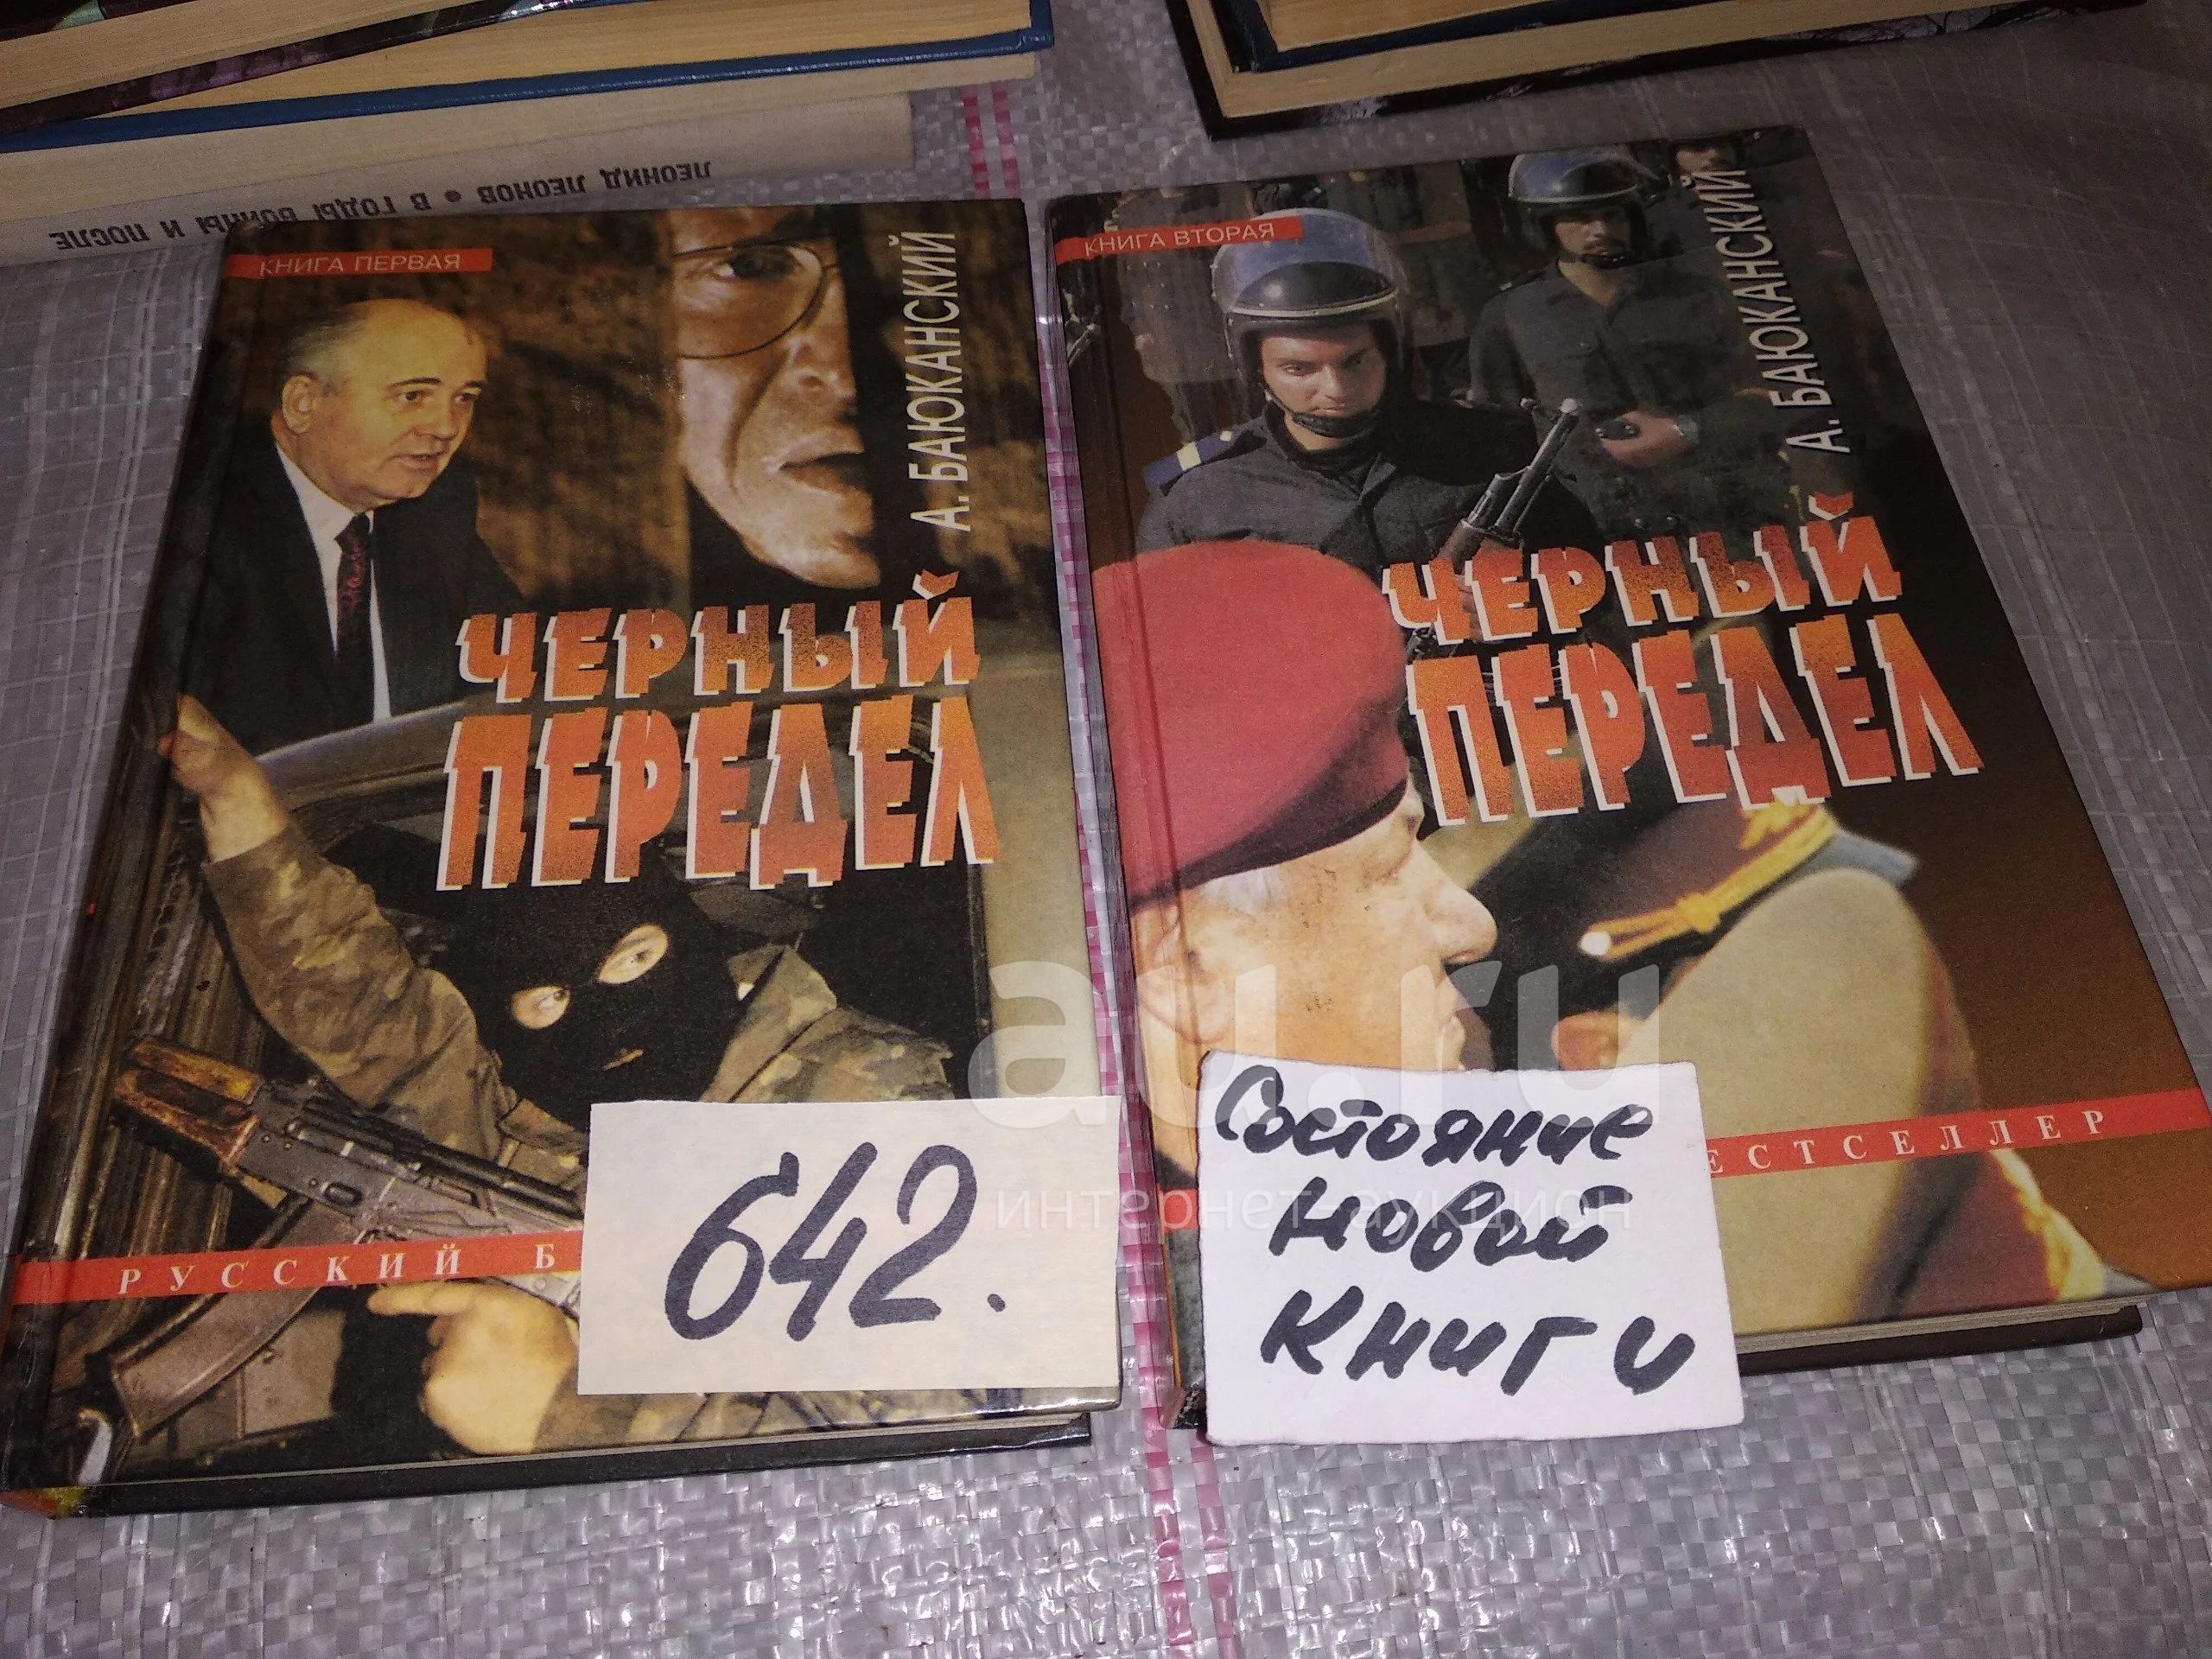 ЛЕОНИД ЛЕОНОВ • В ГОДЫ ВОЙНЫ И ПОСЛЕ
КНИГА ПЕРВАЯ
А. БАЮКАНСКИЙ
ЧЕРНЫЙ
ПЕРЕДЕЛ
РУССКИЙ Б
642.
КНИГА ВТОРАЯ
А. БАЮКАНСКИЙ
ЧЕРНЫЙ
ПЕРЕДЕЛ
ЕСТСЕЛЛЕР
Состояние
новой
книги
au.ru
интернет-аукцион